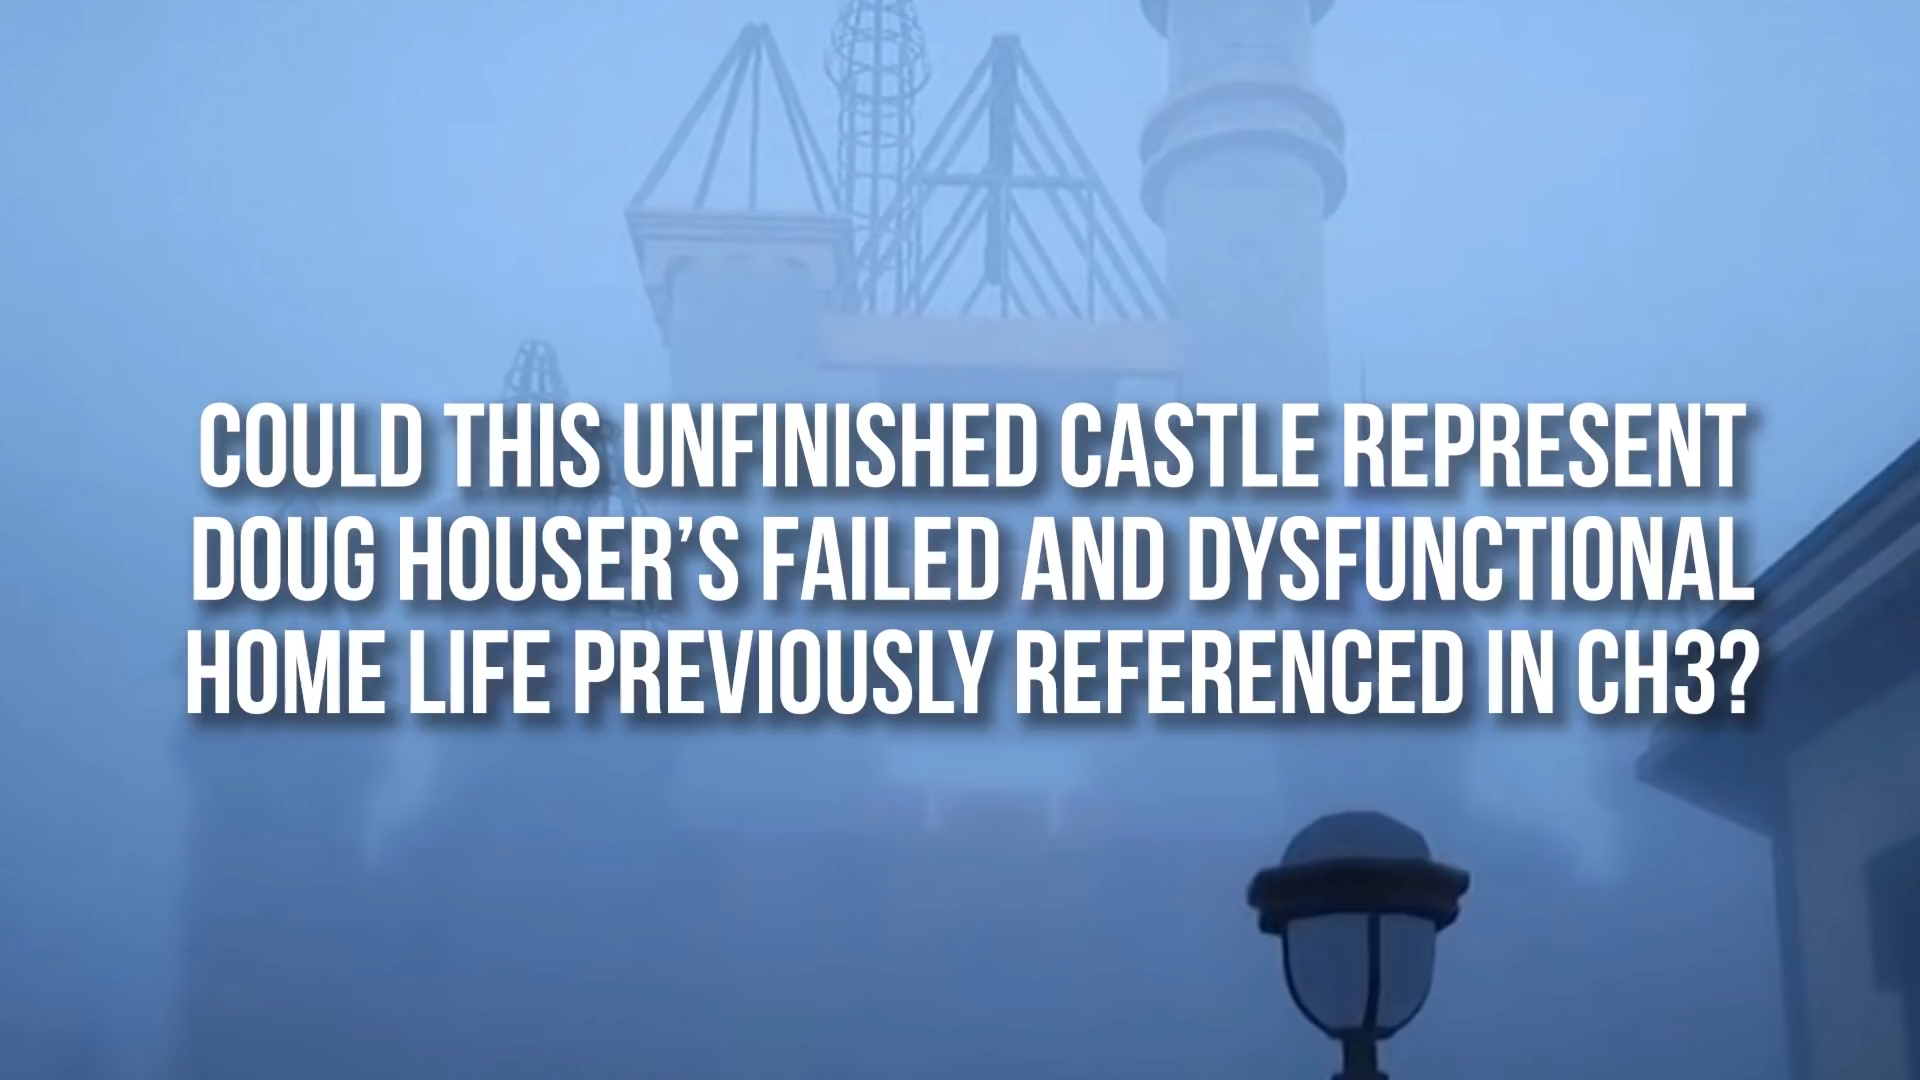 COULD THIS UNFINISHED CASTLE REPRESENT
DOUG HOUSER’S FAILED AND DYSFUNCTIONAL
HOME LIFE PREVIOUSLY REFERENCED IN CH3?